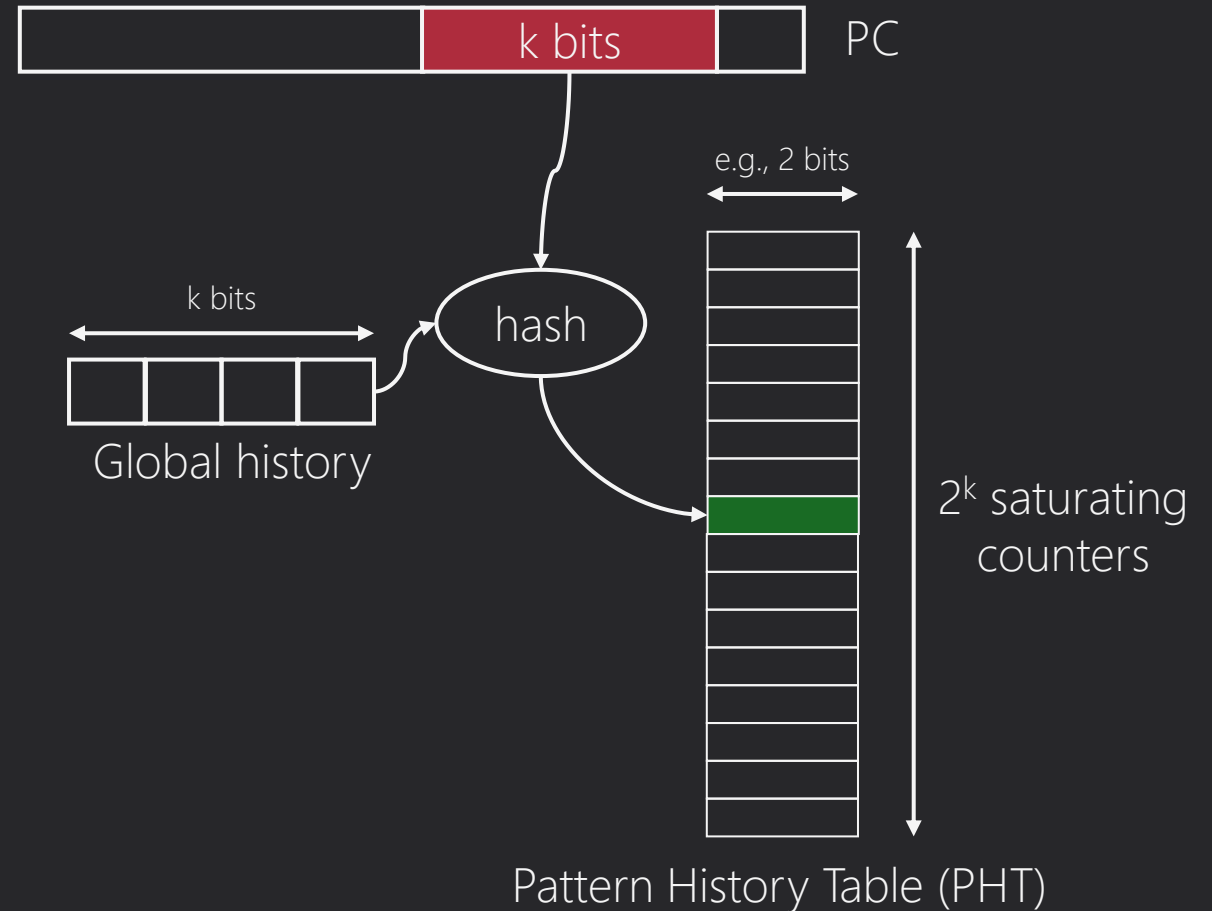 k bits
PC
e.g., 2 bits
k bits
hash
Global history
2ᵏ saturating
counters
Pattern History Table (PHT)